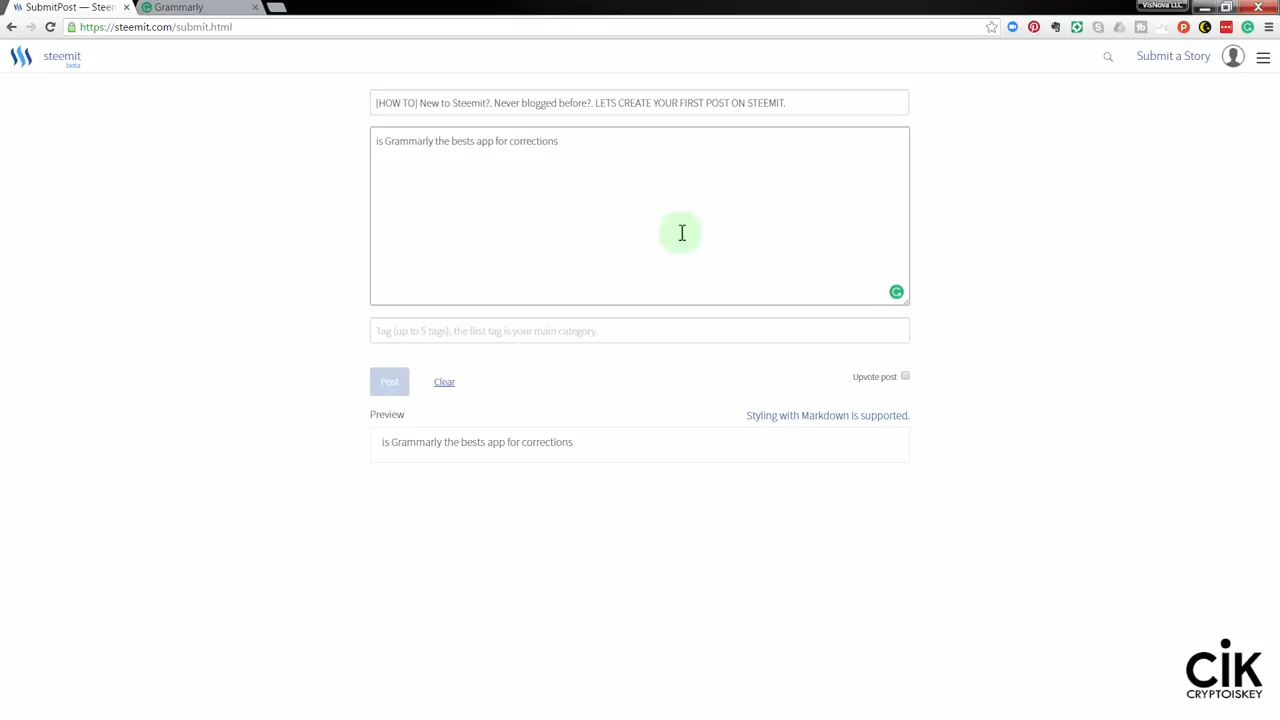 SubmitPost — Steem
Grammarly
VisNova LLC
https://steemit.com/submit.html
steemit
beta
Submit a Story
[HOW TO] New to Steemit?. Never blogged before?. LETS CREATE YOUR FIRST POST ON STEEMIT.
is Grammarly the bests app for corrections
Tag (up to 5 tags), the first tag is your main category.
Post
Clear
Upvote post
Preview
Styling with Markdown is supported.
is Grammarly the bests app for corrections
CiK
CRYPTOISKEY